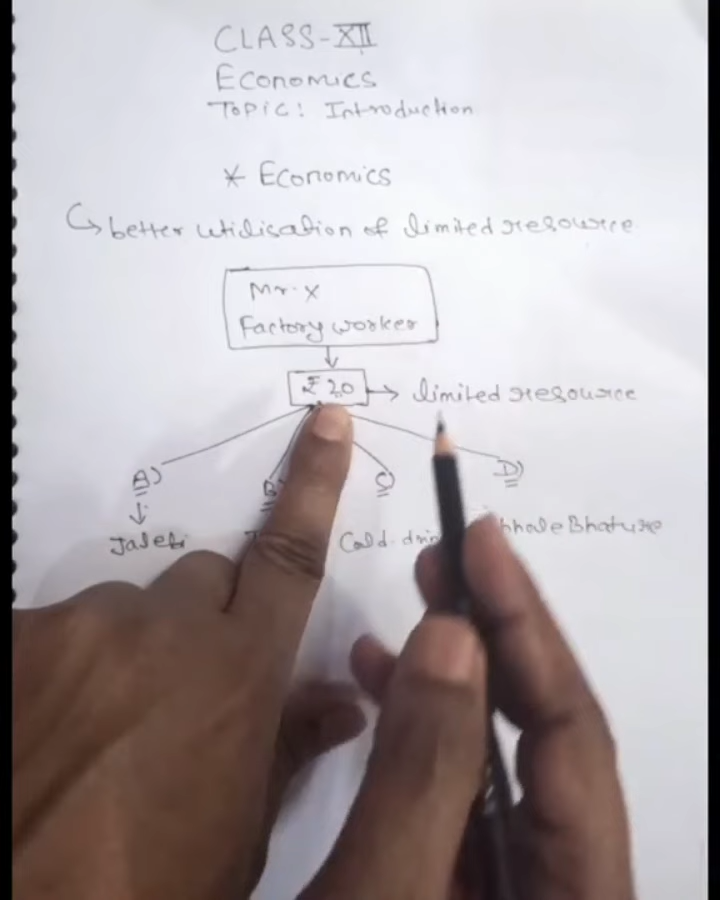 CLASS-XII
Economics
Topic: Introduction
* Economics
↳ better utilisation of limited resource
Mr. X
Factory worker
₹ 20 → limited resource
A) B) C) D)
Jalebi Cold-drin hhole Bhature